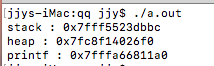 jjys-iMac:qq jjy$ ./a.out
stack : 0x7fff5523dbbc
heap : 0x7fc8f14026f0
printf : 0x7fffa66811a0